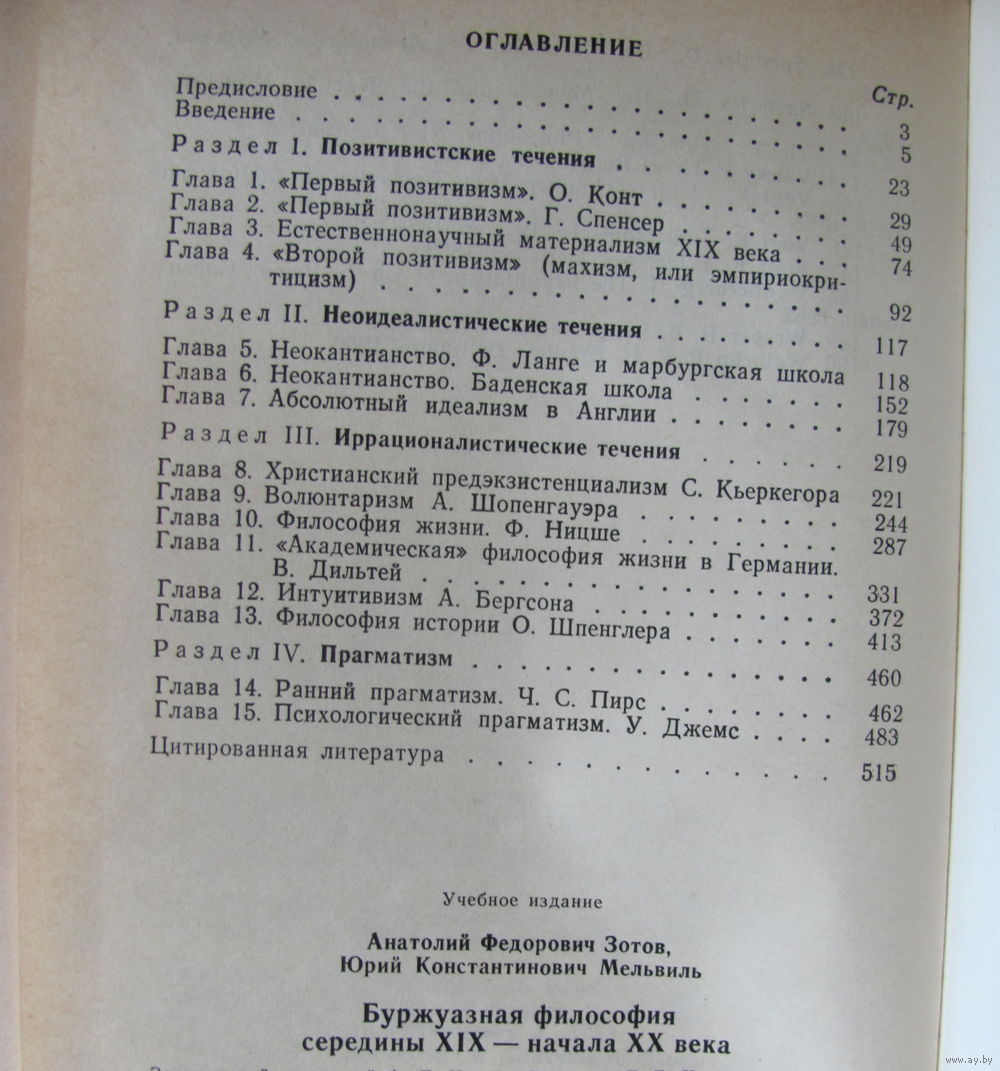 ОГЛАВЛЕНИЕ
Стр.
Предисловие . . . . . . . . . . . . . . . . . . . . . . 3
Введение . . . . . . . . . . . . . . . . . . . . . . . 5
Раздел I. Позитивистские течения . . . . . . . . . 23
Глава 1. «Первый позитивизм». О. Конт . . . . . . . . 29
Глава 2. «Первый позитивизм». Г. Спенсер . . . . . . . 49
Глава 3. Естественнонаучный материализм XIX века . . . 74
Глава 4. «Второй позитивизм» (махизм, или эмпириокри-
тицизм) . . . . . . . . . . . . . . . . . . 92
Раздел II. Неоидеалистические течения . . . . . . . . 117
Глава 5. Неокантианство. Ф. Ланге и марбургская школа 118
Глава 6. Неокантианство. Баденская школа . . . . . . 152
Глава 7. Абсолютный идеализм в Англии . . . . . . . 179
Раздел III. Иррационалистические течения . . . . . . 219
Глава 8. Христианский предэкзистенциализм С. Кьеркегора 221
Глава 9. Волюнтаризм А. Шопенгауэра . . . . . . . . 244
Глава 10. Философия жизни. Ф. Ницше . . . . . . . . 287
Глава 11. «Академическая» философия жизни в Германии.
В. Дильтей . . . . . . . . . . . . . . . . 331
Глава 12. Интуитивизм А. Бергсона . . . . . . . . . 372
Глава 13. Философия истории О. Шпенглера . . . . . . 413
Раздел IV. Прагматизм . . . . . . . . . . . . . . 460
Глава 14. Ранний прагматизм. Ч. С. Пирс . . . . . . . 462
Глава 15. Психологический прагматизм. У. Джемс . . . . 483
Цитированная литература . . . . . . . . . . . . . 515
Учебное издание
Анатолий Федорович Зотов,
Юрий Константинович Мельвиль
Буржуазная философия
середины XIX — начала XX века
www.ay.by